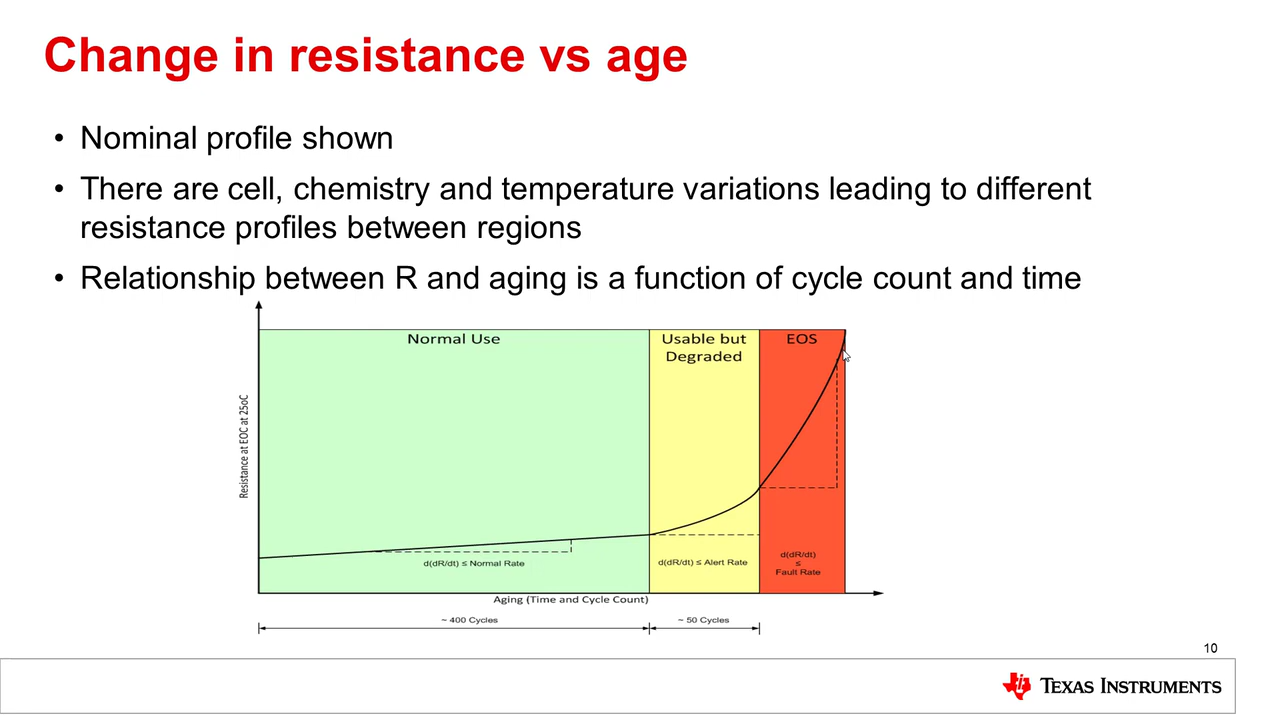 Change in resistance vs age
• Nominal profile shown
• There are cell, chemistry and temperature variations leading to different
resistance profiles between regions
• Relationship between R and aging is a function of cycle count and time
Normal Use
Usable but
Degraded
EOS
Resistance at EOC at 25oC
d(dR/dt) ≤ Normal Rate
d(dR/dt) ≤ Alert Rate
d(dR/dt)
≤
Fault Rate
Aging (Time and Cycle Count)
~ 400 Cycles
~ 50 Cycles
10
TEXAS INSTRUMENTS